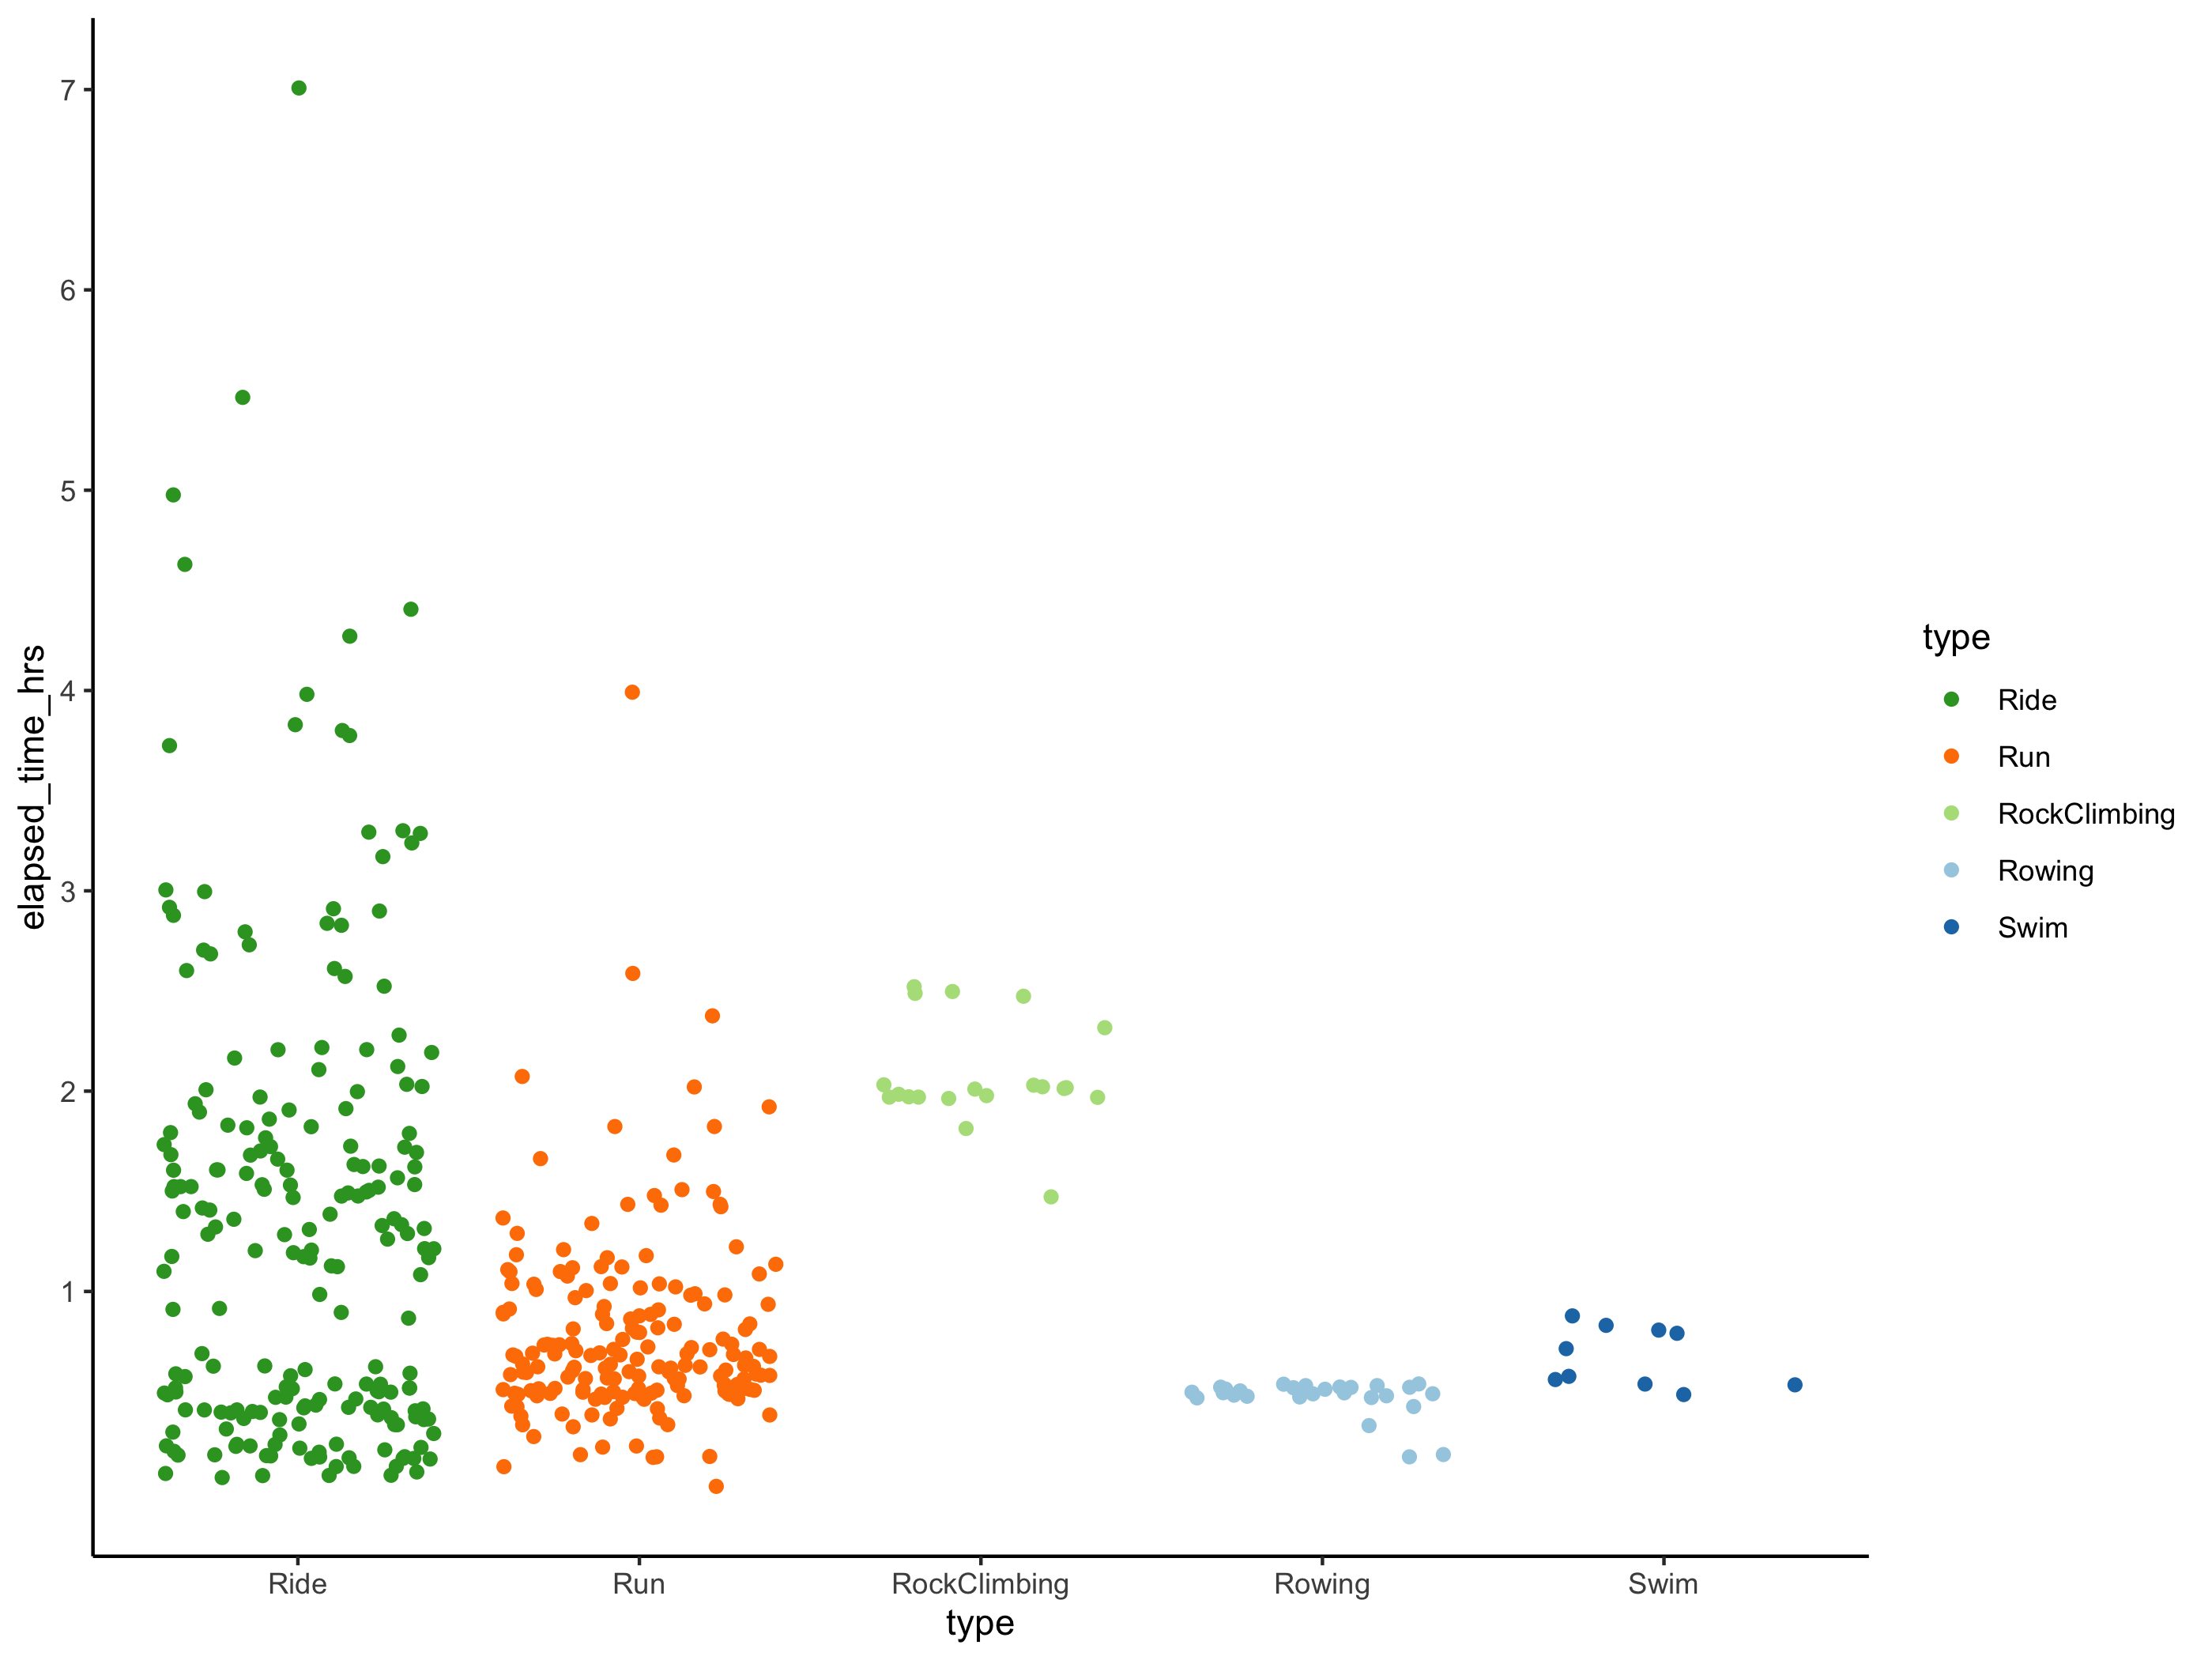 7
6
5
4
3
2
1
elapsed_time_hrs
Ride Run RockClimbing Rowing Swim
type
type
Ride
Run
RockClimbing
Rowing
Swim